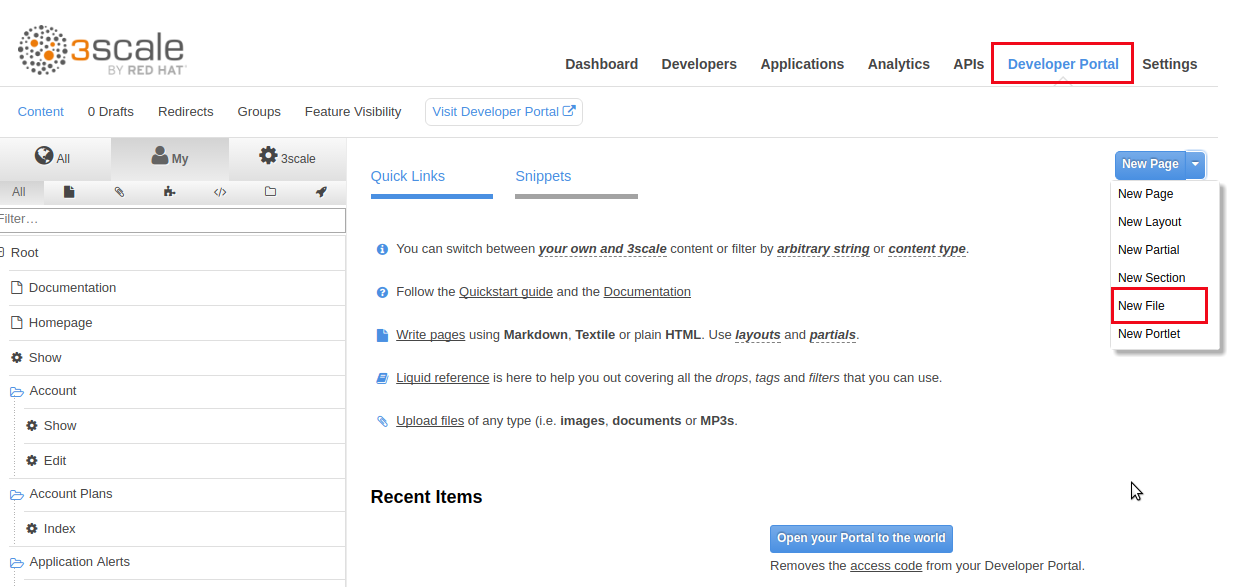 3scale
BY RED HAT
Dashboard Developers Applications Analytics APIs Developer Portal Settings
Content 0 Drafts Redirects Groups Feature Visibility Visit Developer Portal
All My 3scale
All </>
Filter…
Root
Documentation
Homepage
Show
Account
Show
Edit
Account Plans
Index
Application Alerts
Quick Links Snippets
You can switch between your own and 3scale content or filter by arbitrary string or content type.
Follow the Quickstart guide and the Documentation
Write pages using Markdown, Textile or plain HTML. Use layouts and partials.
Liquid reference is here to help you out covering all the drops, tags and filters that you can use.
Upload files of any type (i.e. images, documents or MP3s.
Recent Items
Open your Portal to the world
Removes the access code from your Developer Portal.
New Page
New Page
New Layout
New Partial
New Section
New File
New Portlet